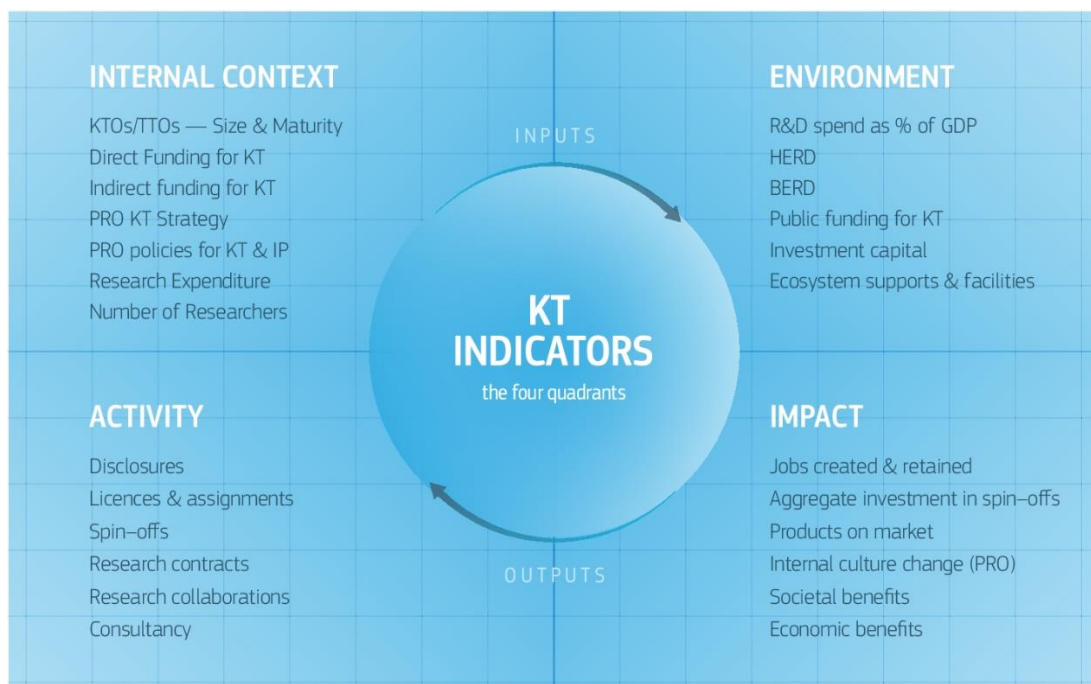 INTERNAL CONTEXT
KTOs/TTOs — Size & Maturity
Direct Funding for KT
Indirect funding for KT
PRO KT Strategy
PRO policies for KT & IP
Research Expenditure
Number of Researchers
INPUTS
ENVIRONMENT
R&D spend as % of GDP
HERD
BERD
Public funding for KT
Investment capital
Ecosystem supports & facilities
KT
INDICATORS
the four quadrants
ACTIVITY
Disclosures
Licences & assignments
Spin–offs
Research contracts
Research collaborations
Consultancy
OUTPUTS
IMPACT
Jobs created & retained
Aggregate investment in spin–offs
Products on market
Internal culture change (PRO)
Societal benefits
Economic benefits